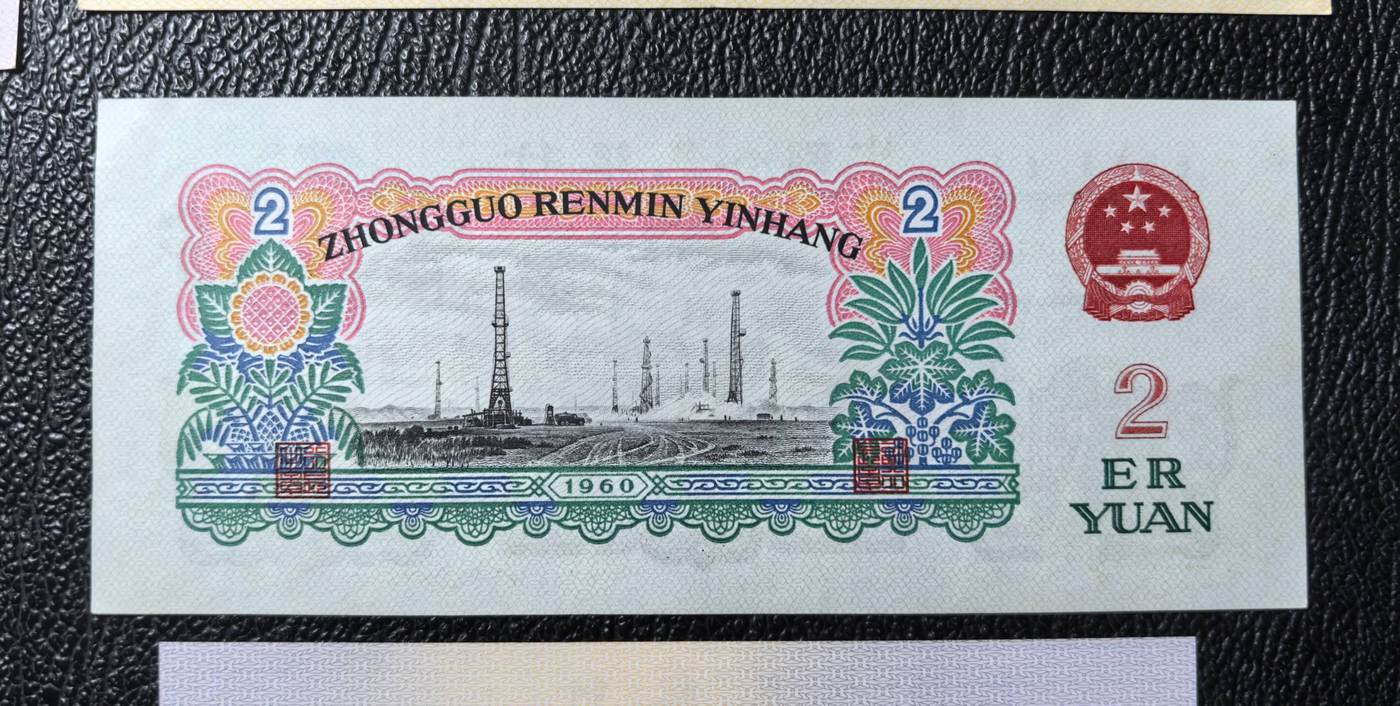 2 ZHONGGUO RENMIN YINHANG 2
1960
2
ER
YUAN